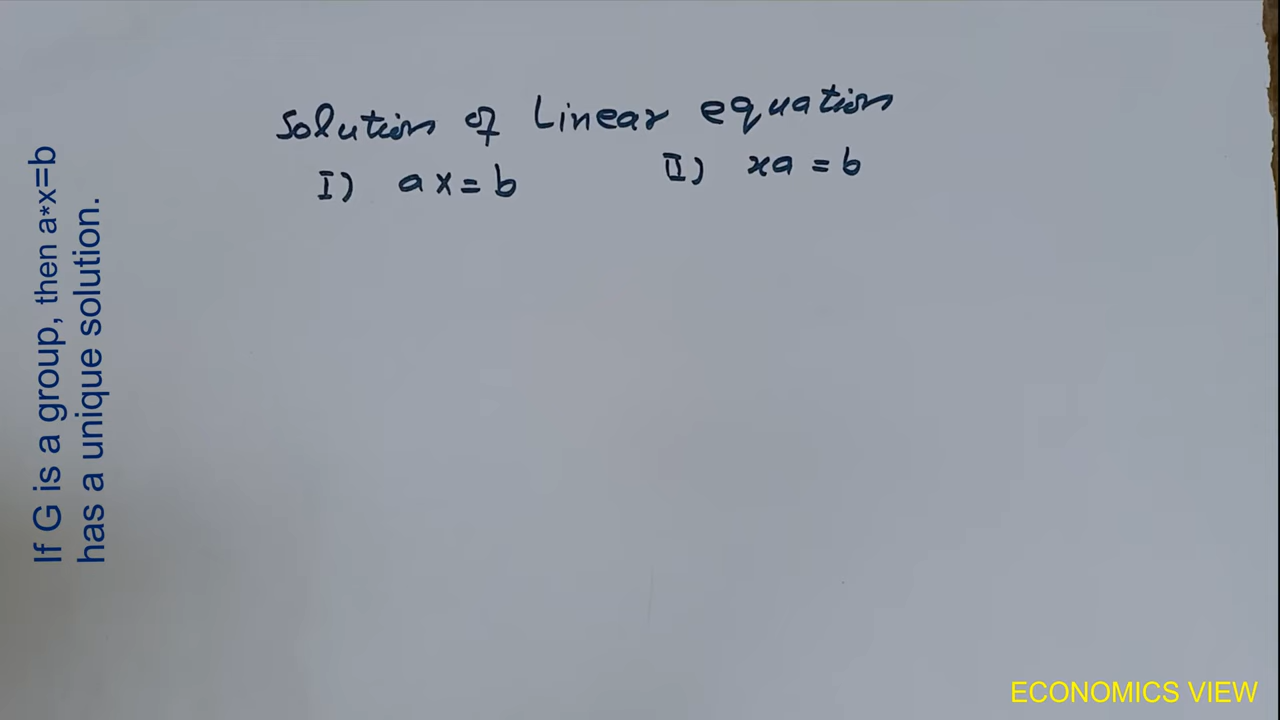 Solution of Linear equation
I) ax = b II) xa = b
If G is a group, then a*x=b
has a unique solution.
ECONOMICS VIEW